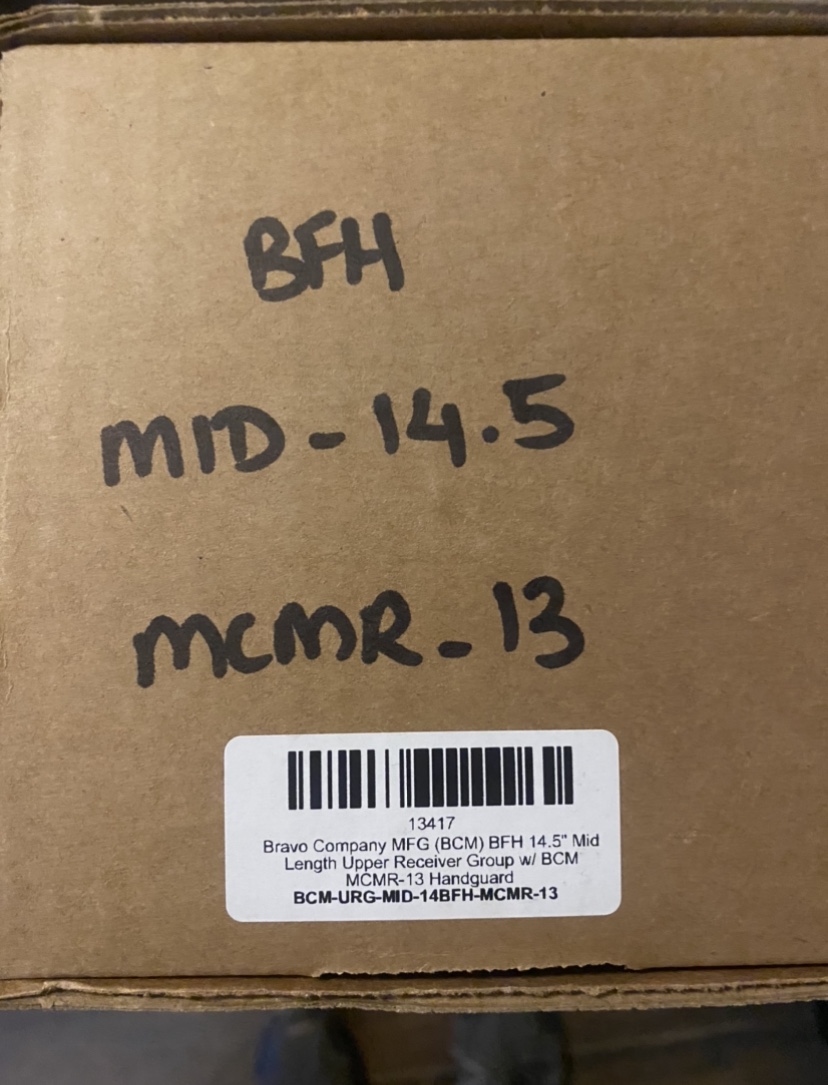 BFH
MID-14.5
MCMR-13
13417
Bravo Company MFG (BCM) BFH 14.5" Mid
Length Upper Receiver Group w/ BCM
MCMR-13 Handguard
BCM-URG-MID-14BFH-MCMR-13